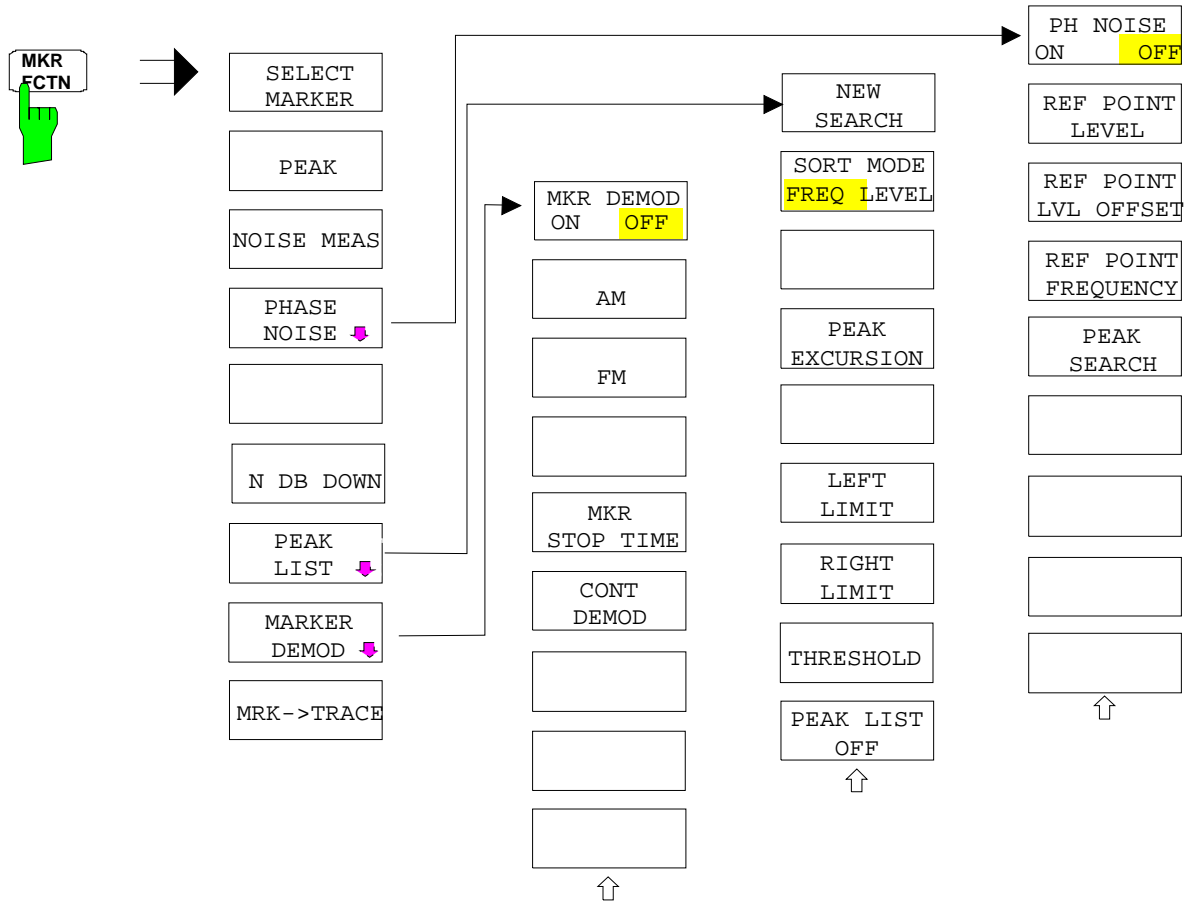 MKR
FCTN
SELECT
MARKER
PEAK
NOISE MEAS
PHASE
NOISE
N DB DOWN
PEAK
LIST
MARKER
DEMOD
MRK->TRACE
MKR DEMOD
ON OFF
AM
FM
MKR
STOP TIME
CONT
DEMOD
NEW
SEARCH
SORT MODE
FREQ LEVEL
PEAK
EXCURSION
LEFT
LIMIT
RIGHT
LIMIT
THRESHOLD
PEAK LIST
OFF
PH NOISE
ON OFF
REF POINT
LEVEL
REF POINT
LVL OFFSET
REF POINT
FREQUENCY
PEAK
SEARCH